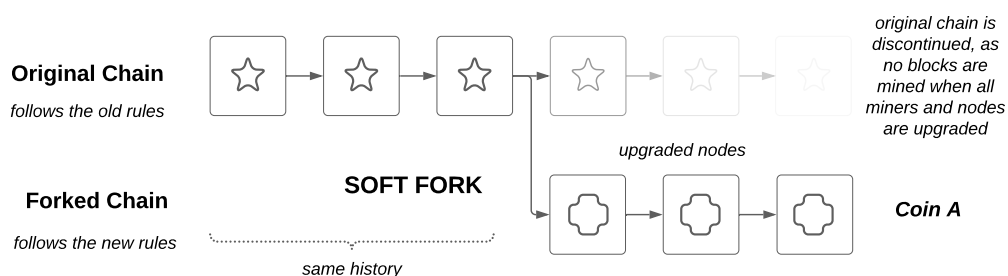 original chain is
discontinued, as
no blocks are
mined when all
miners and nodes
are upgraded
Original Chain
follows the old rules
upgraded nodes
SOFT FORK
Forked Chain
follows the new rules
Coin A
same history